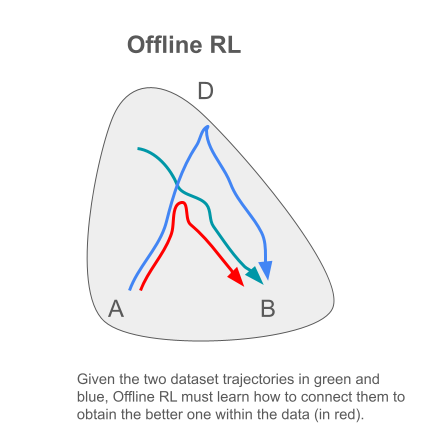 Offline RL
D
A
B
Given the two dataset trajectories in green and
blue, Offline RL must learn how to connect them to
obtain the better one within the data (in red).